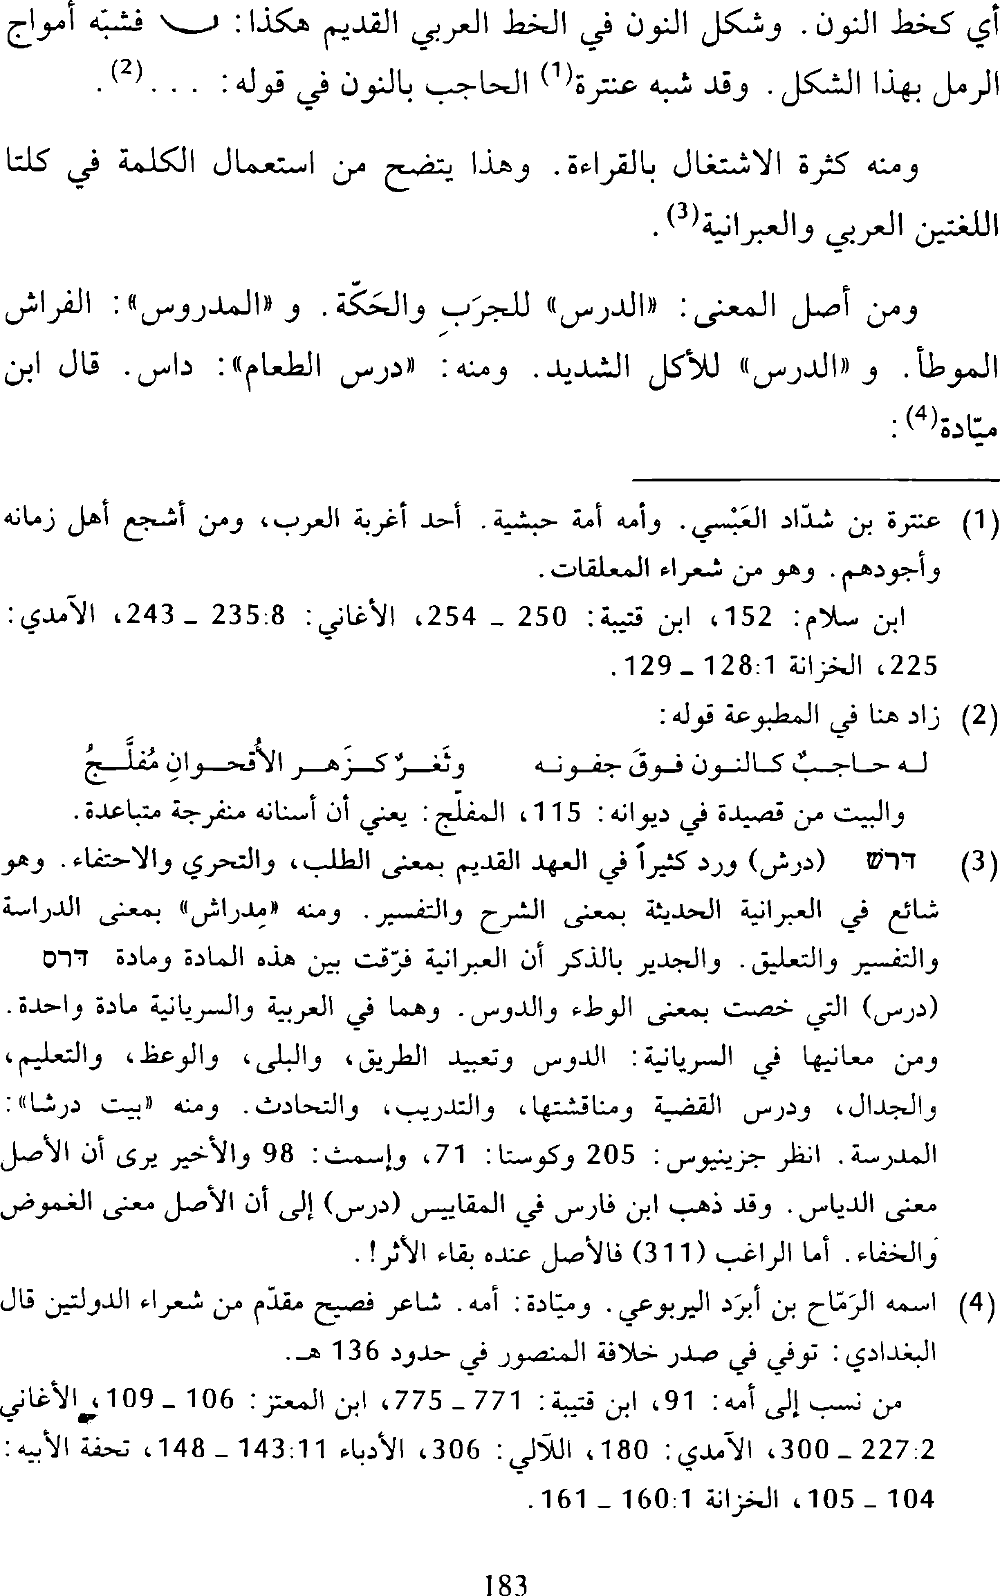 أي كخط النون. وشكل النون في الخط العربي القديم هكذا: ں فشبّه أمواج
الرمل بهذا الشكل. وقد شبه عنترة(1) الحاجب بالنون في قوله: . . .(2).
ومنه كثرة الاشتغال بالقراءة. وهذا يتضح من استعمال الكلمة في كلتا
اللغتين العربي والعبرانية(3).
ومن أصل المعنى: «الدرس» للجرَبِ والحَكّة. و «المدروس»: الفراش
الموطأ. و «الدرس» للأكل الشديد. ومنه: «درس الطعام»: داس. قال ابن
ميّادة(4):
(1) عنترة بن شدّاد العَبْسي. وأمه أمة حبشية. أحد أغربة العرب، ومن أشجع أهل زمانه
وأجودهم. وهو من شعراء المعلقات.
ابن سلام: 152، ابن قتيبة: 250 – 254، الأغاني: 235:8 – 243، الآمدي:
225، الخزانة 128:1 – 129.
(2) زاد هنا في المطبوعة قوله:
له حاجبٌ كالنون فوقَ جفونه وثَغرٌ كزَهر الأُقحوانِ مُفلَّجُ
والبيت من قصيدة في ديوانه: 115، المفلّج: يعني أن أسنانه منفرجة متباعدة.
(3) דרש (درش) ورد كثيراً في العهد القديم بمعنى الطلب، والتحري والاحتفاء. وهو
شائع في العبرانية الحديثة بمعنى الشرح والتفسير. ومنه «مِدراش» بمعنى الدراسة
والتفسير والتعليق. والجدير بالذكر أن العبرانية فرّقت بين هذه المادة ومادة דרס
(درس) التي خصت بمعنى الوطء والدوس. وهما في العربية والسريانية مادة واحدة.
ومن معانيها في السريانية: الدوس وتعبيد الطريق، والبلى، والوعظ، والتعليم،
والجدال، ودرس القضية ومناقشتها، والتدريب، والتحادث. ومنه «بيت درشا»:
المدرسة. انظر جزينيوس: 205 وكوستا: 71، وإسمث: 98 والأخير يرى أن الأصل
معنى الدياس. وقد ذهب ابن فارس في المقاييس (درس) إلى أن الأصل معنى الغموض
والخفاء. أما الراغب (311) فالأصل عنده بقاء الأثر!.
(4) اسمه الرَمّاح بن أبرَد اليربوعي. وميّادة: أمه. شاعر فصيح مقدّم من شعراء الدولتين قال
البغدادي: توفي في صدر خلافة المنصور في حدود 136 هـ.
من نسب إلى أمه: 91، ابن قتيبة: 771 – 775، ابن المعتز: 106 – 109، الأغاني
227:2 – 300، الآمدي: 180، اللآلي: 306، الأدباء 143:11 – 148، تحفة الأبيه:
104 – 105، الخزانة 160:1 – 161.
183